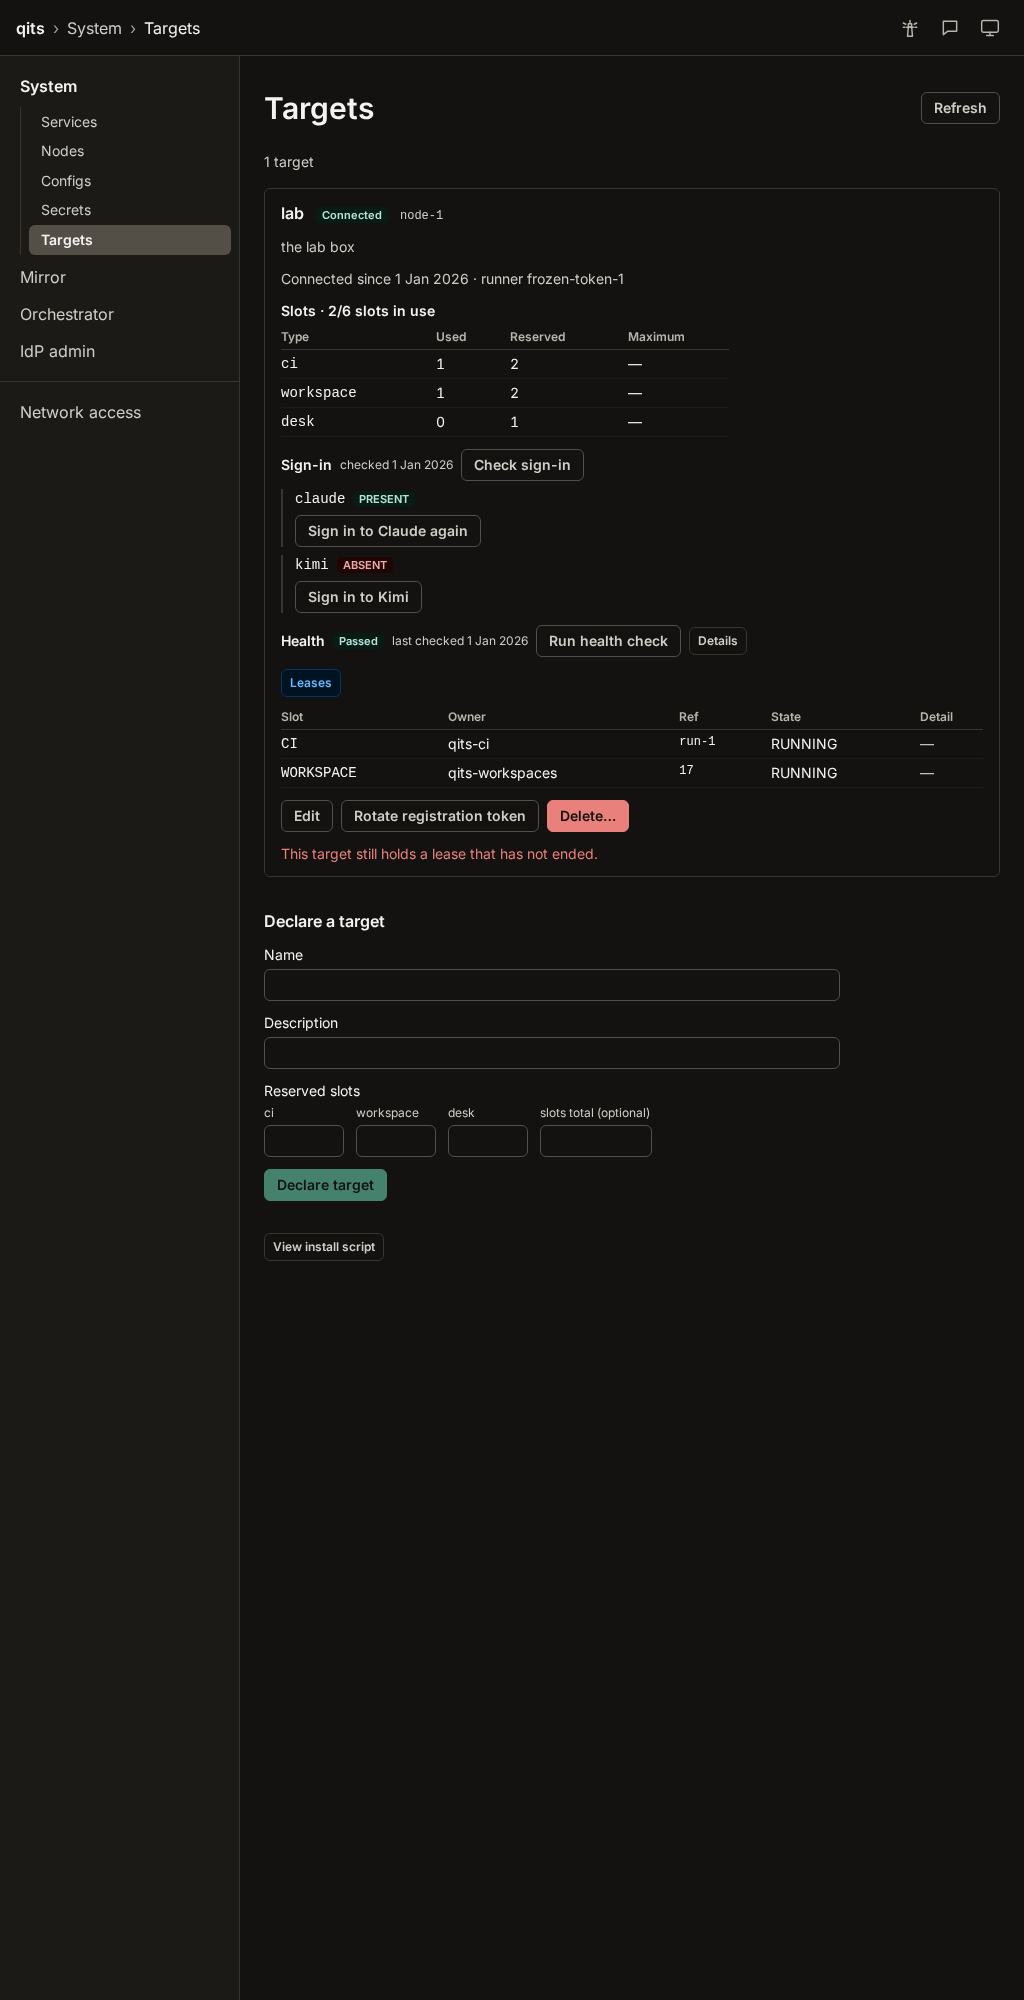 qits › System › Targets
System
Services
Nodes
Configs
Secrets
Targets
Mirror
Orchestrator
IdP admin
Network access
Targets
Refresh
1 target
lab Connected node-1
the lab box
Connected since 1 Jan 2026 · runner frozen-token-1
Slots · 2/6 slots in use
Type Used Reserved Maximum
ci 1 2 —
workspace 1 2 —
desk 0 1 —
Sign-in checked 1 Jan 2026 Check sign-in
claude PRESENT
Sign in to Claude again
kimi ABSENT
Sign in to Kimi
Health Passed last checked 1 Jan 2026 Run health check Details
Leases
Slot Owner Ref State Detail
CI qits-ci run-1 RUNNING —
WORKSPACE qits-workspaces 17 RUNNING —
Edit Rotate registration token Delete…
This target still holds a lease that has not ended.
Declare a target
Name
Description
Reserved slots
ci workspace desk slots total (optional)
Declare target
View install script